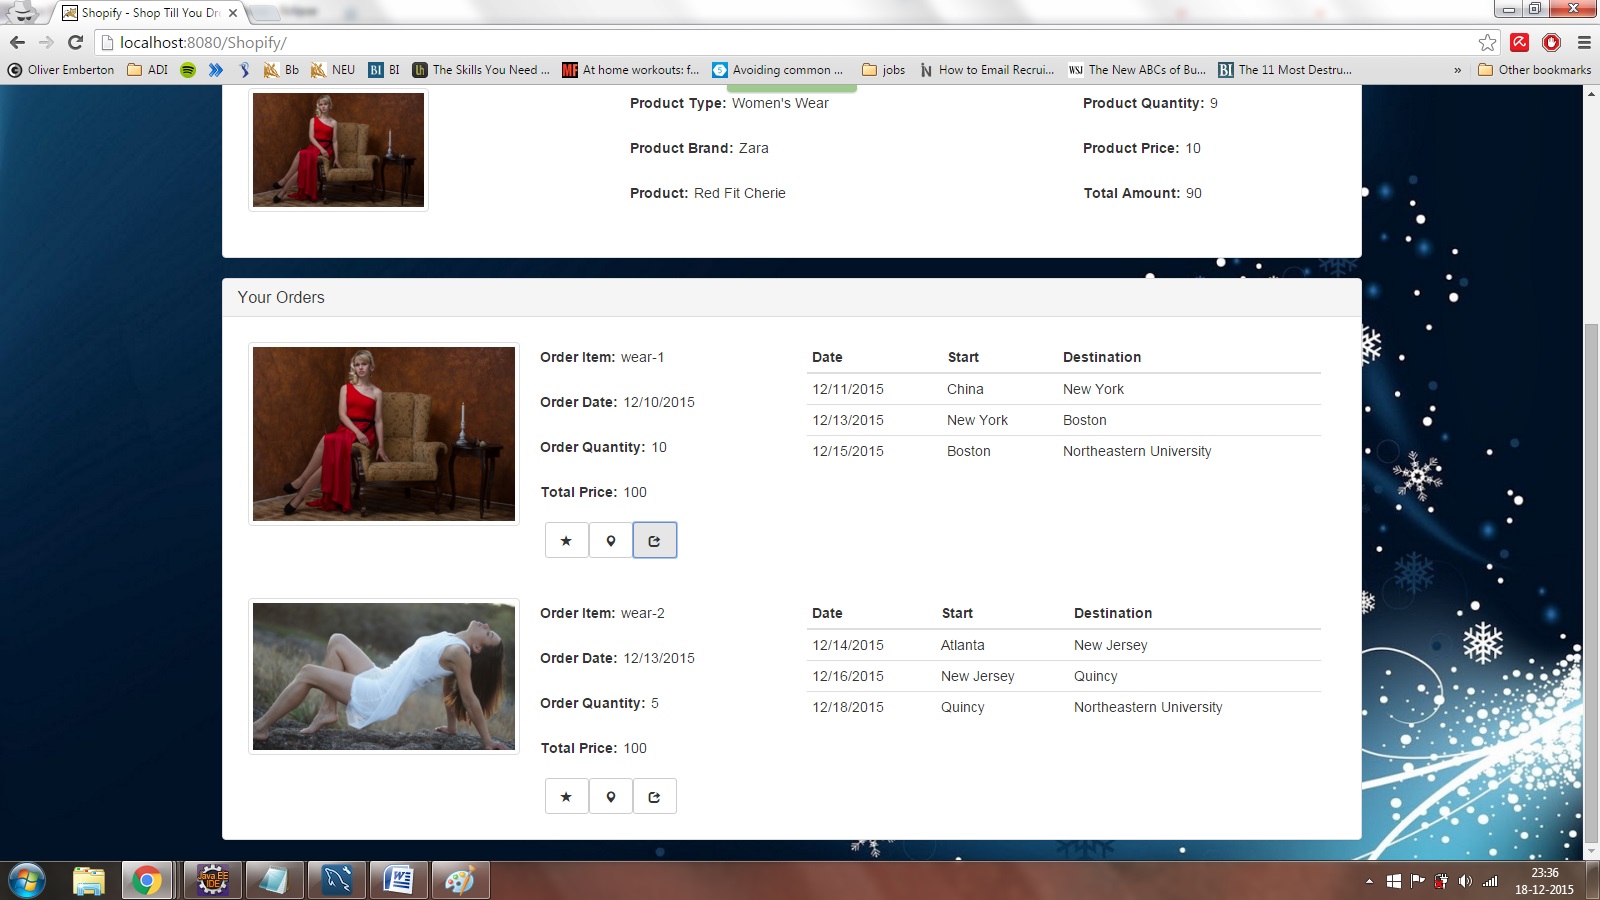 Shopify - Shop Till You Dr
localhost:8080/Shopify/
Oliver Emberton ADI Bb NEU BI BI lh The Skills You Need ... MF At home workouts: f... Avoiding common ... jobs How to Email Recrui... WSJ The New ABCs of Bu... BI The 11 Most Destru... » Other bookmarks
Product Type: Women's Wear Product Quantity: 9
Product Brand: Zara Product Price: 10
Product: Red Fit Cherie Total Amount: 90
Your Orders
Order Item: wear-1
Order Date: 12/10/2015
Order Quantity: 10
Total Price: 100
Date Start Destination
12/11/2015 China New York
12/13/2015 New York Boston
12/15/2015 Boston Northeastern University
Order Item: wear-2
Order Date: 12/13/2015
Order Quantity: 5
Total Price: 100
Date Start Destination
12/14/2015 Atlanta New Jersey
12/16/2015 New Jersey Quincy
12/18/2015 Quincy Northeastern University
Java EE
IDE
23:36
18-12-2015